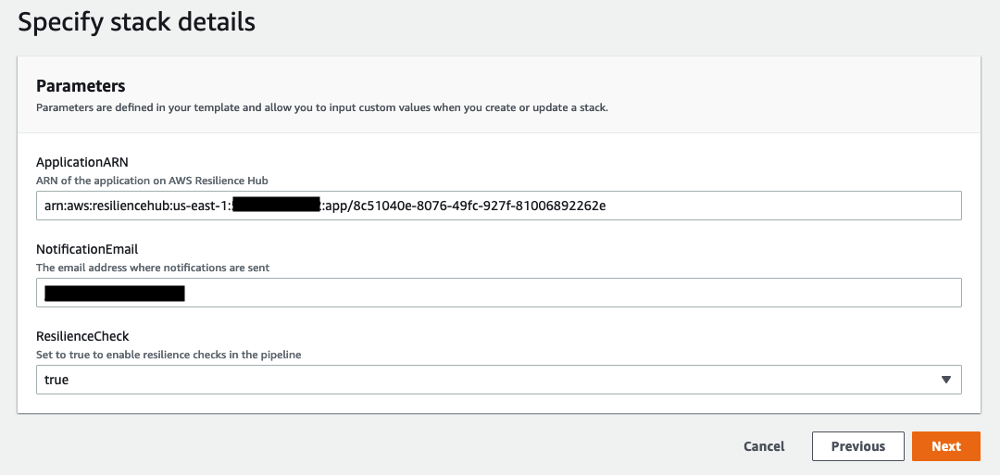 Specify stack details
Parameters
Parameters are defined in your template and allow you to input custom values when you create or update a stack.
ApplicationARN
ARN of the application on AWS Resilience Hub
arn:aws:resiliencehub:us-east-1: :app/8c51040e-8076-49fc-927f-81006892262e
NotificationEmail
The email address where notifications are sent
ResilienceCheck
Set to true to enable resilience checks in the pipeline
true
Cancel Previous Next